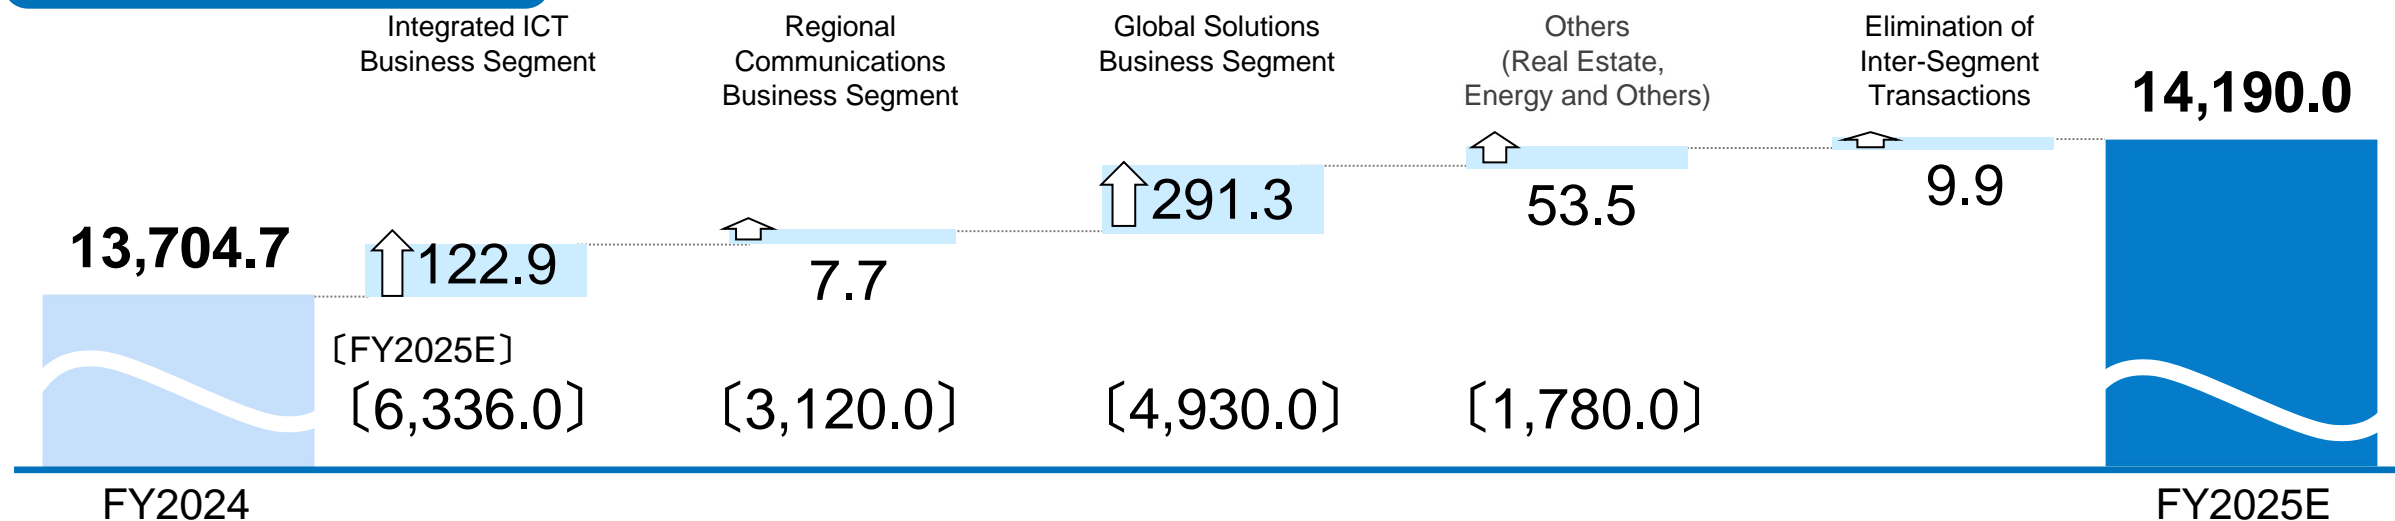 Integrated ICT
Business Segment
Regional
Communications
Business Segment
Global Solutions
Business Segment
Others
(Real Estate,
Energy and Others)
Elimination of
Inter-Segment
Transactions
13,704.7
122.9
7.7
291.3
53.5
9.9
14,190.0
〔FY2025E〕
〔6,336.0〕
〔3,120.0〕
〔4,930.0〕
〔1,780.0〕
FY2024
FY2025E